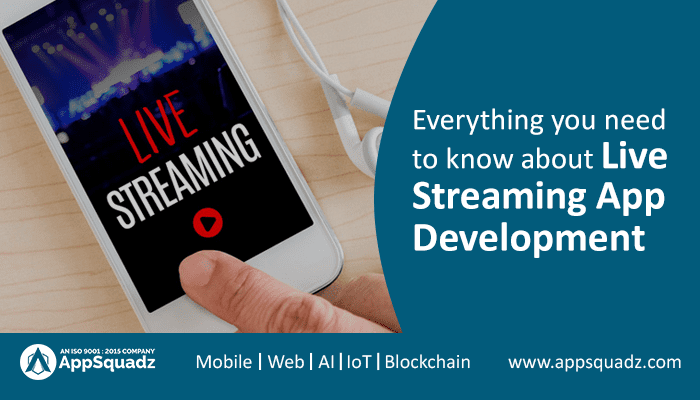 LIVE
STREAMING
Everything you need
to know about Live
Streaming App
Development
AN ISO 9001 : 2015 COMPANY
AppSquadz
Mobile | Web | AI | IoT | Blockchain
www.appsquadz.com